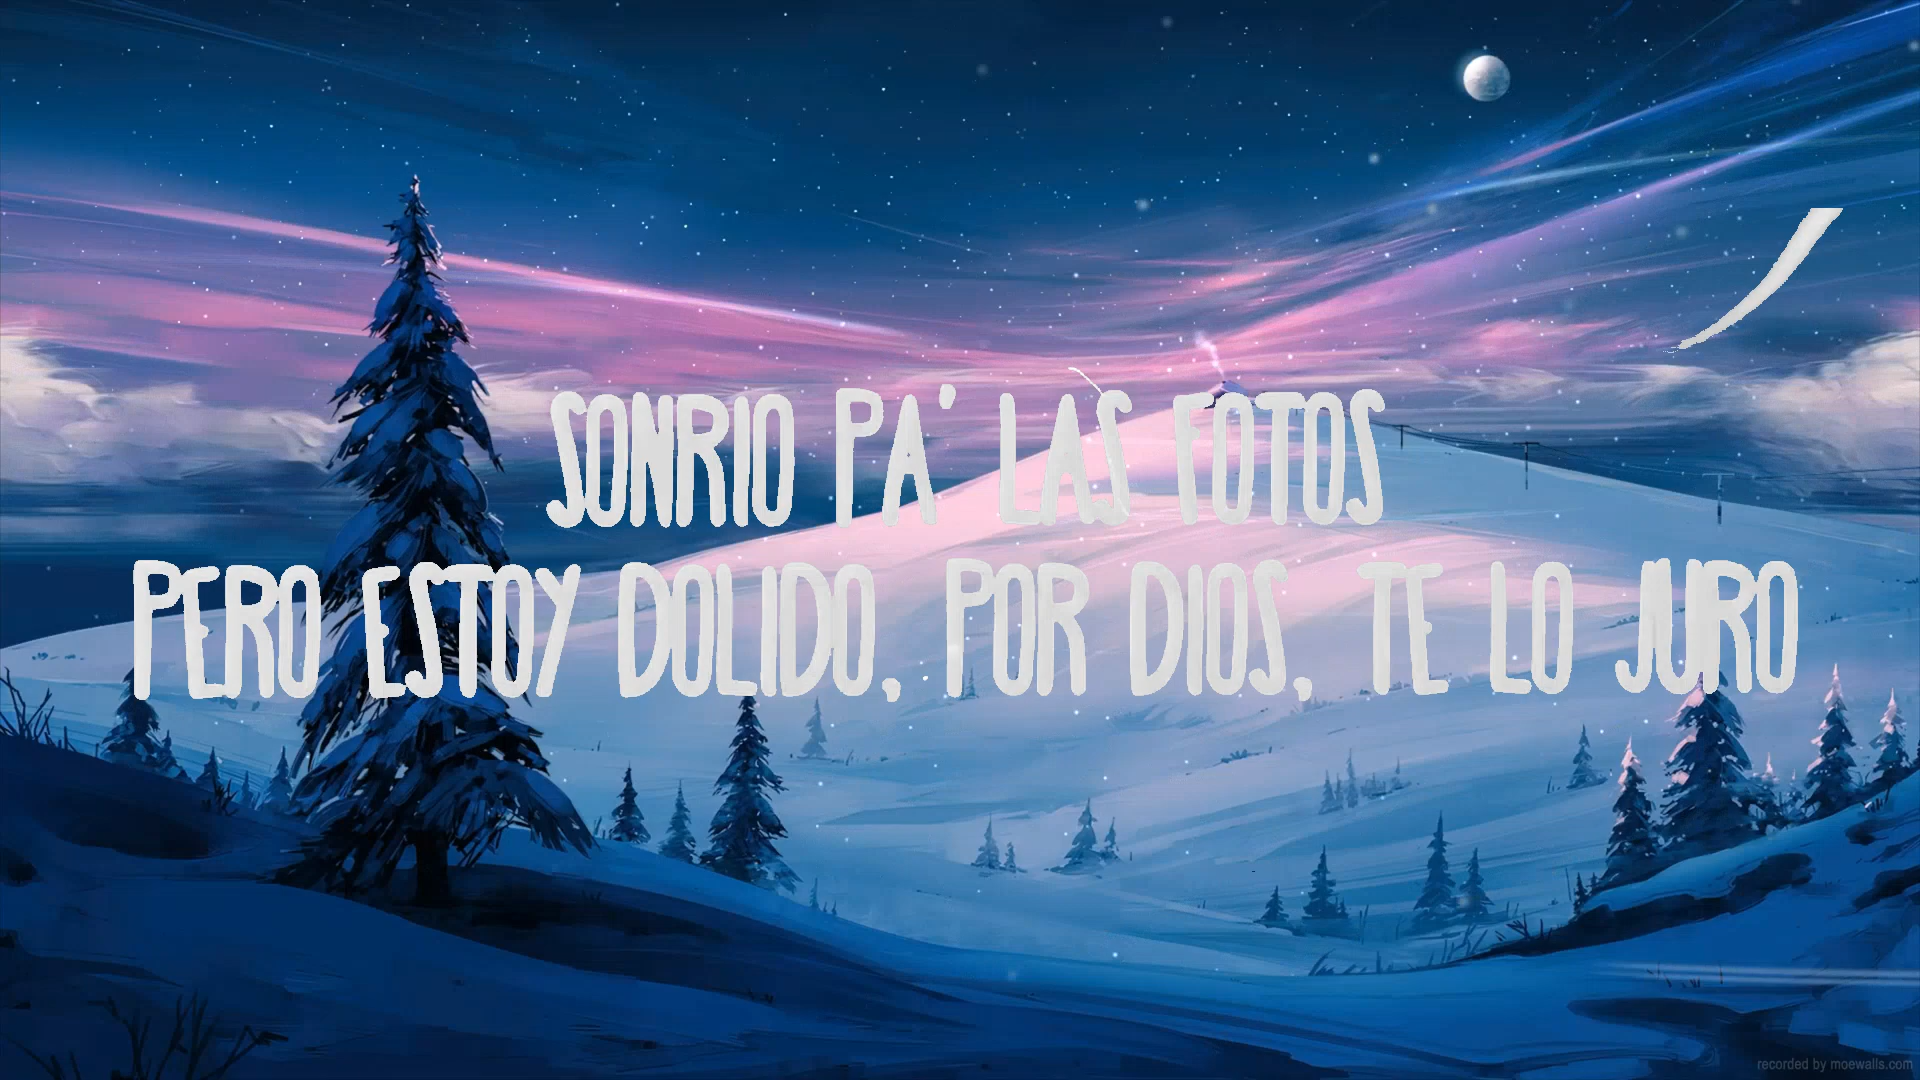 SONRIO PA' LAS FOTOS
PERO ESTOY DOLIDO, POR DIOS, TE LO JURO
recorded by moewalls.com